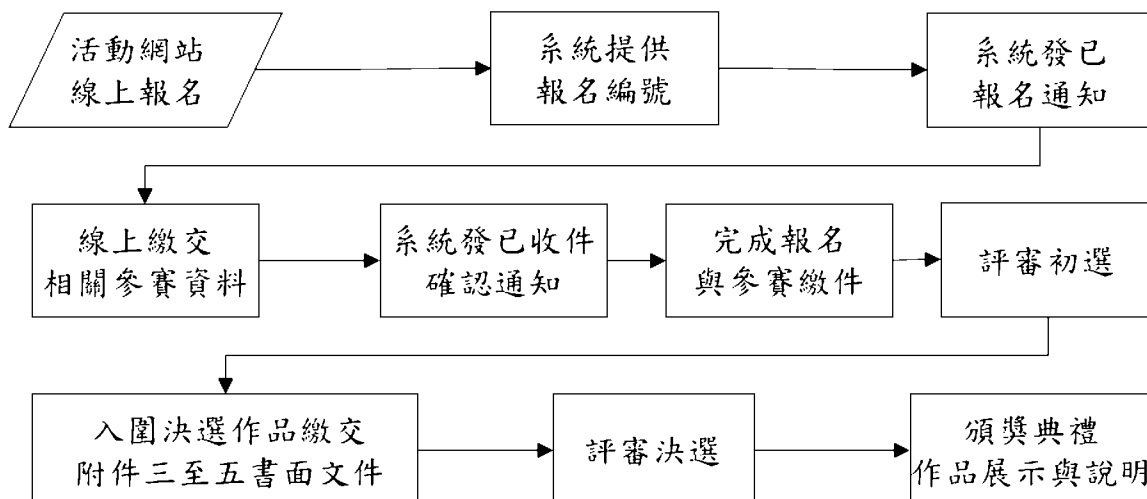 活動網站
線上報名
系統提供
報名編號
系統發已
報名通知
線上繳交
相關參賽資料
系統發已收件
確認通知
完成報名
與參賽繳件
評審初選
入圍決選作品繳交
附件三至五書面文件
評審決選
頒獎典禮
作品展示與說明